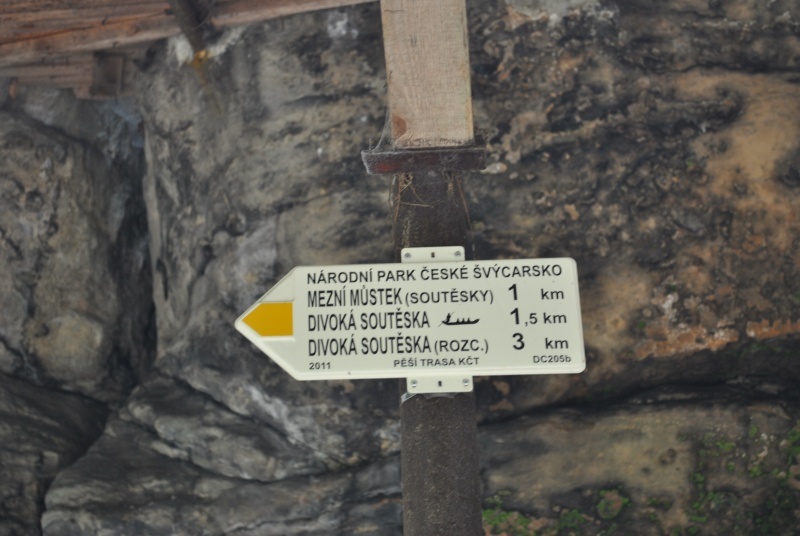 NÁRODNÍ PARK ČESKÉ ŠVÝCARSKO
MEZNÍ MŮSTEK (SOUTĚSKY) 1 km
DIVOKÁ SOUTĚSKA 1,5 km
DIVOKÁ SOUTĚSKA (ROZC.) 3 km
2011 PĚŠÍ TRASA KČT DC205b